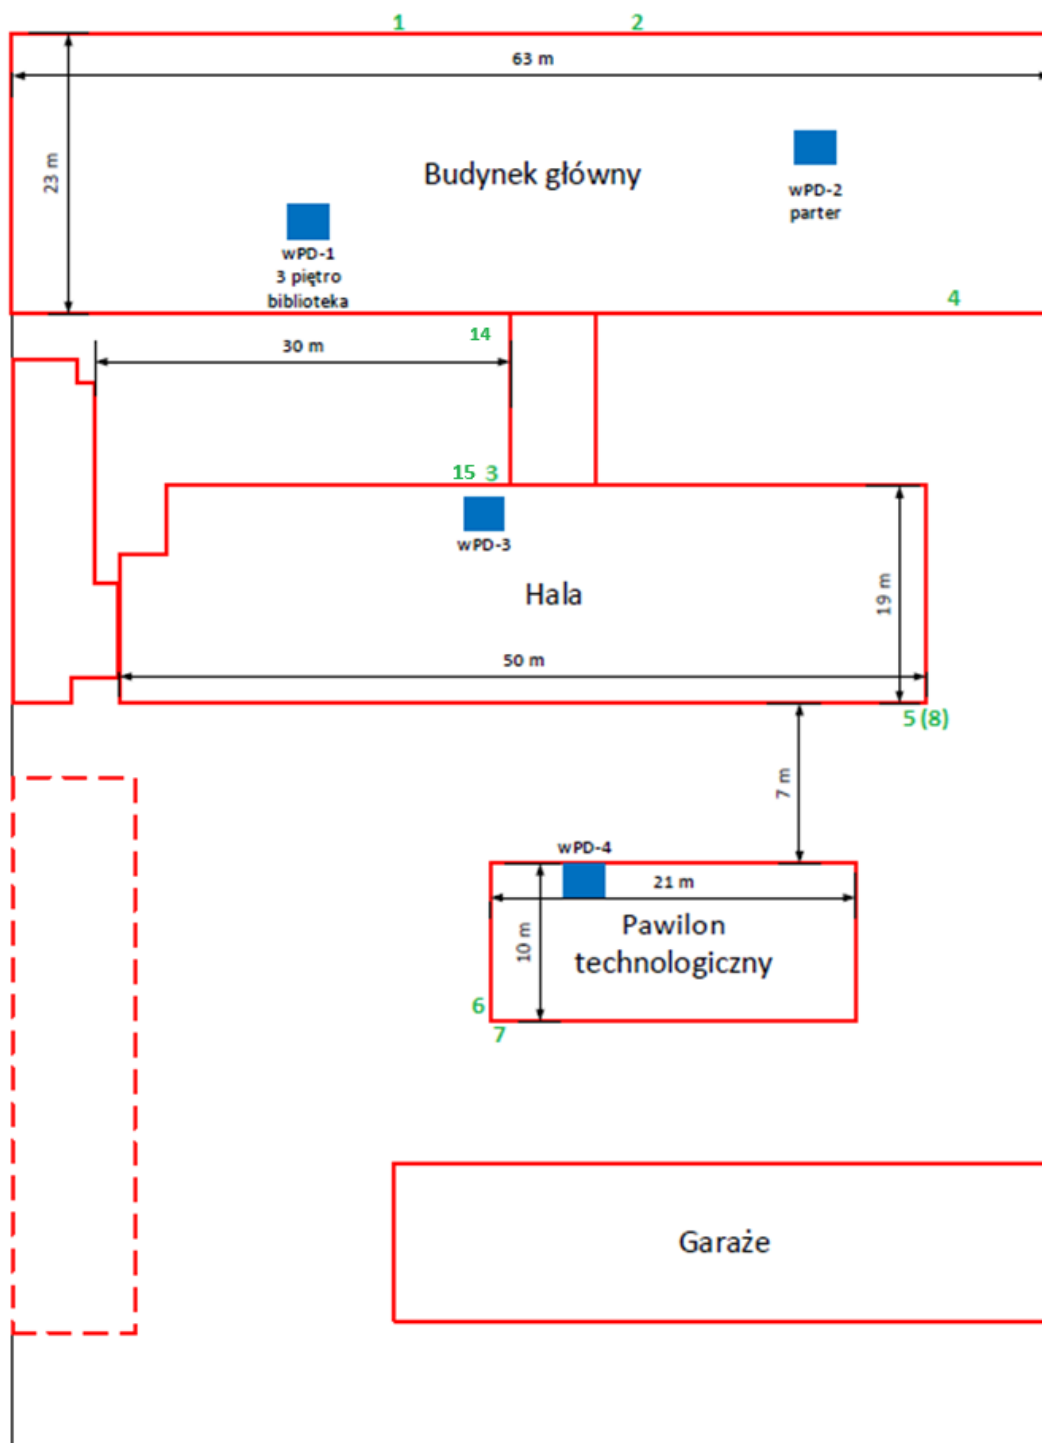 1
2
63 m
23 m
Budynek główny
wPD-2
parter
wPD-1
3 piętro
biblioteka
4
14
30 m
15 3
wPD-3
Hala
19 m
50 m
5 (8)
7 m
wPD-4
21 m
10 m
Pawilon
technologiczny
6
7
Garaże